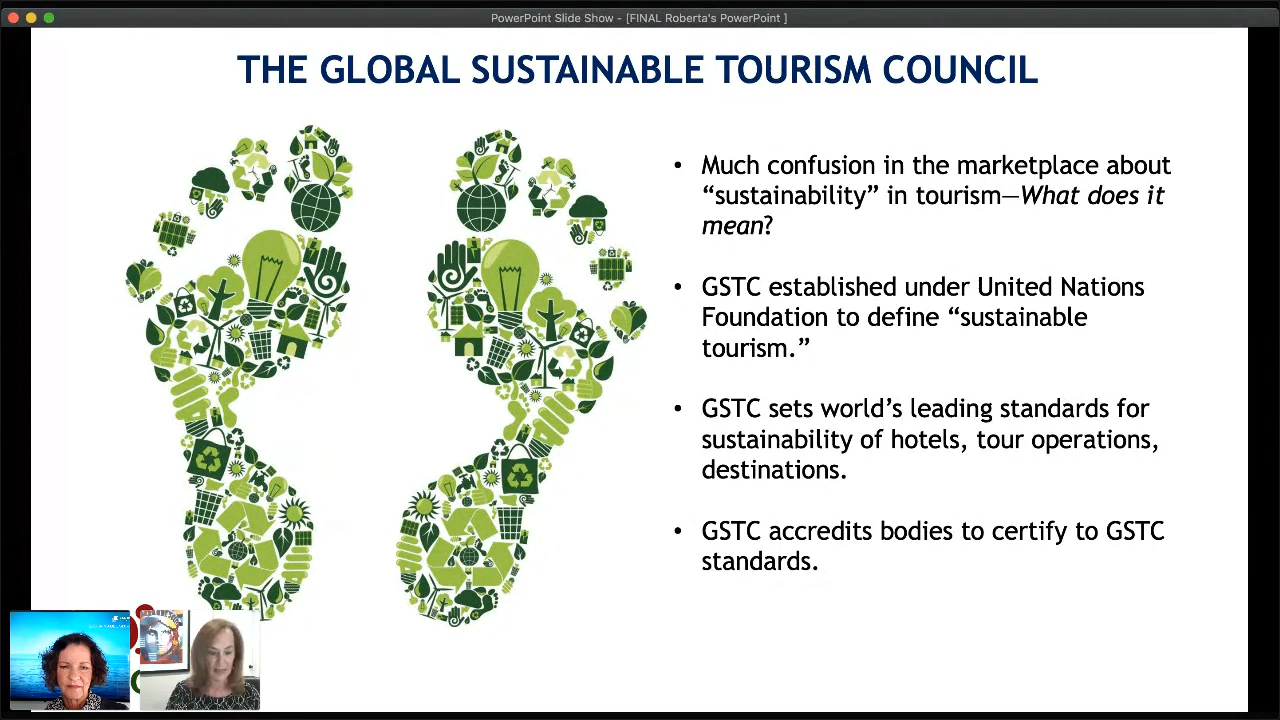 PowerPoint Slide Show - [FINAL Roberta's PowerPoint ]
THE GLOBAL SUSTAINABLE TOURISM COUNCIL
• Much confusion in the marketplace about
“sustainability” in tourism—What does it
mean?
• GSTC established under United Nations
Foundation to define “sustainable
tourism.”
• GSTC sets world’s leading standards for
sustainability of hotels, tour operations,
destinations.
• GSTC accredits bodies to certify to GSTC
standards.